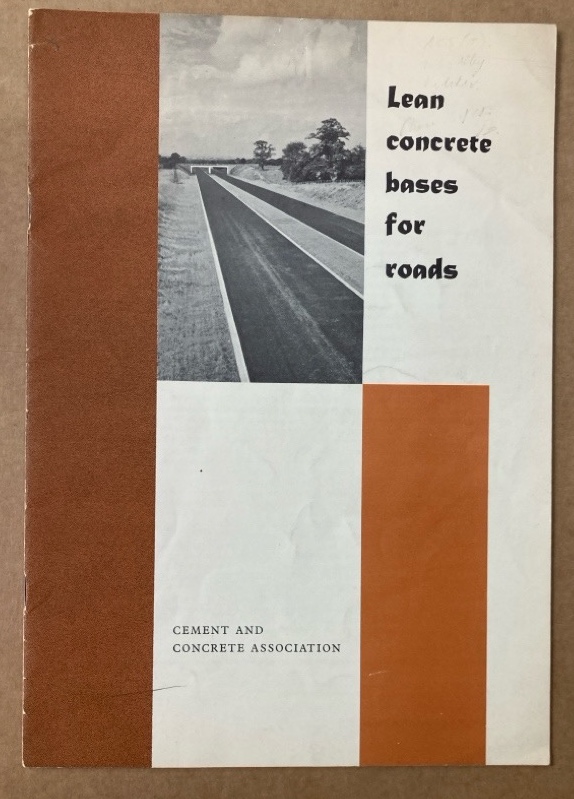 Lean
concrete
bases
for
roads
CEMENT AND
CONCRETE ASSOCIATION